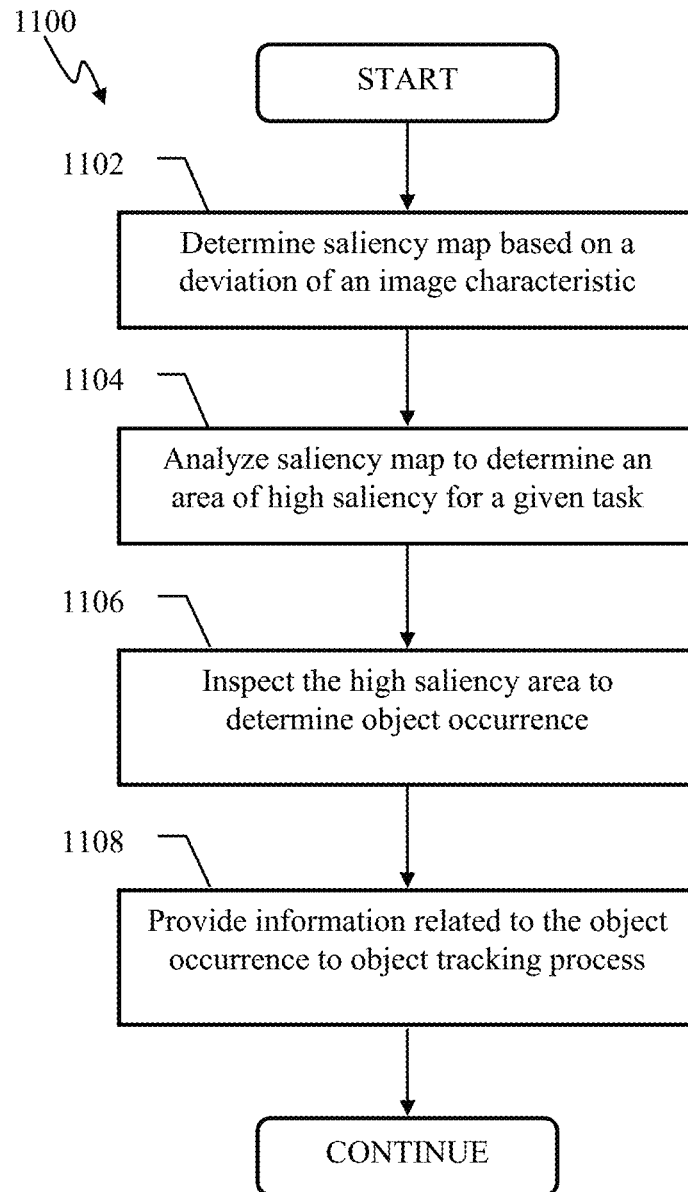 1100
START
1102
Determine saliency map based on a
deviation of an image characteristic
1104
Analyze saliency map to determine an
area of high saliency for a given task
1106
Inspect the high saliency area to
determine object occurrence
1108
Provide information related to the object
occurrence to object tracking process
CONTINUE